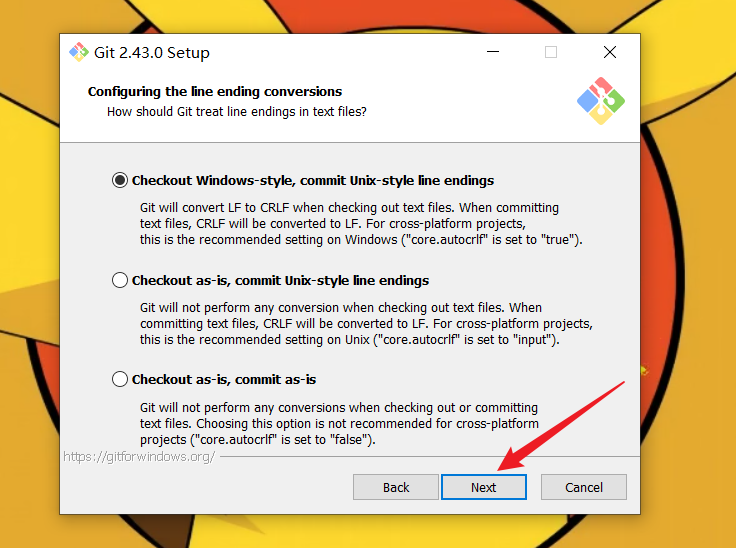 Git 2.43.0 Setup
Configuring the line ending conversions
How should Git treat line endings in text files?
Checkout Windows-style, commit Unix-style line endings
Git will convert LF to CRLF when checking out text files. When committing
text files, CRLF will be converted to LF. For cross-platform projects,
this is the recommended setting on Windows ("core.autocrlf" is set to "true").
Checkout as-is, commit Unix-style line endings
Git will not perform any conversion when checking out text files. When
committing text files, CRLF will be converted to LF. For cross-platform projects,
this is the recommended setting on Unix ("core.autocrlf" is set to "input").
Checkout as-is, commit as-is
Git will not perform any conversions when checking out or committing
text files. Choosing this option is not recommended for cross-platform
projects ("core.autocrlf" is set to "false").
https://gitforwindows.org/
Back
Next
Cancel